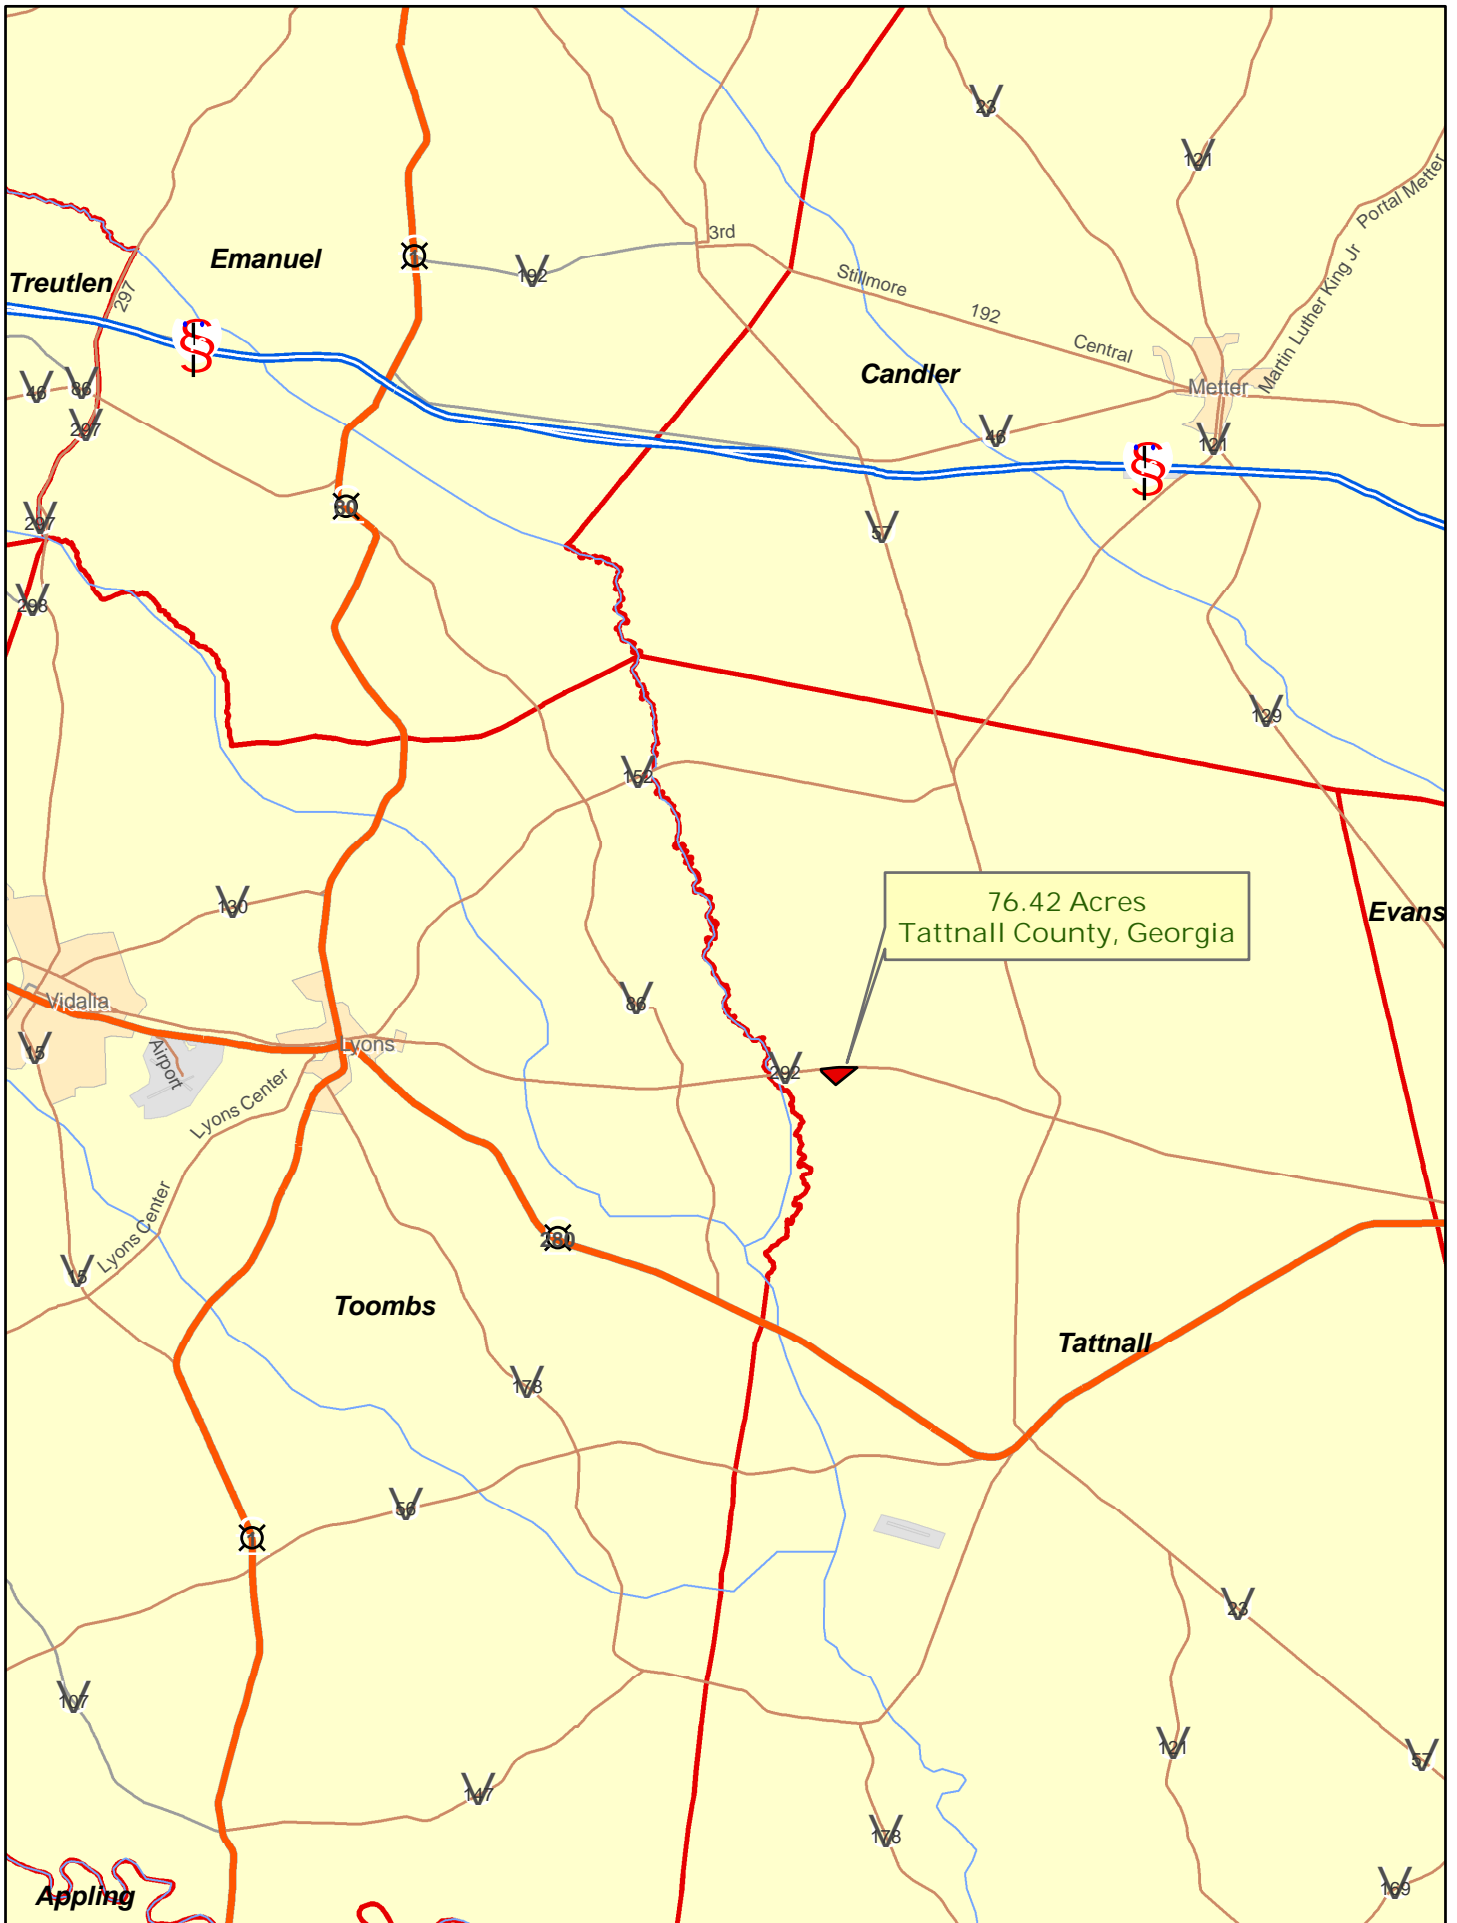 23
121
Portal Metter
3rd
Emanuel
1
192
Treutlen
297
Stillmore
192
Martin Luther King Jr
Central
Candler
Metter
46
86
297
46
121
80
297
57
298
129
152
130
76.42 Acres
Tattnall County, Georgia
Evans
Vidalia
86
15
Lyons
Airport
292
Lyons Center
Lyons Center
280
15
Toombs
Tattnall
178
56
1
23
107
121
57
147
178
169
Appling